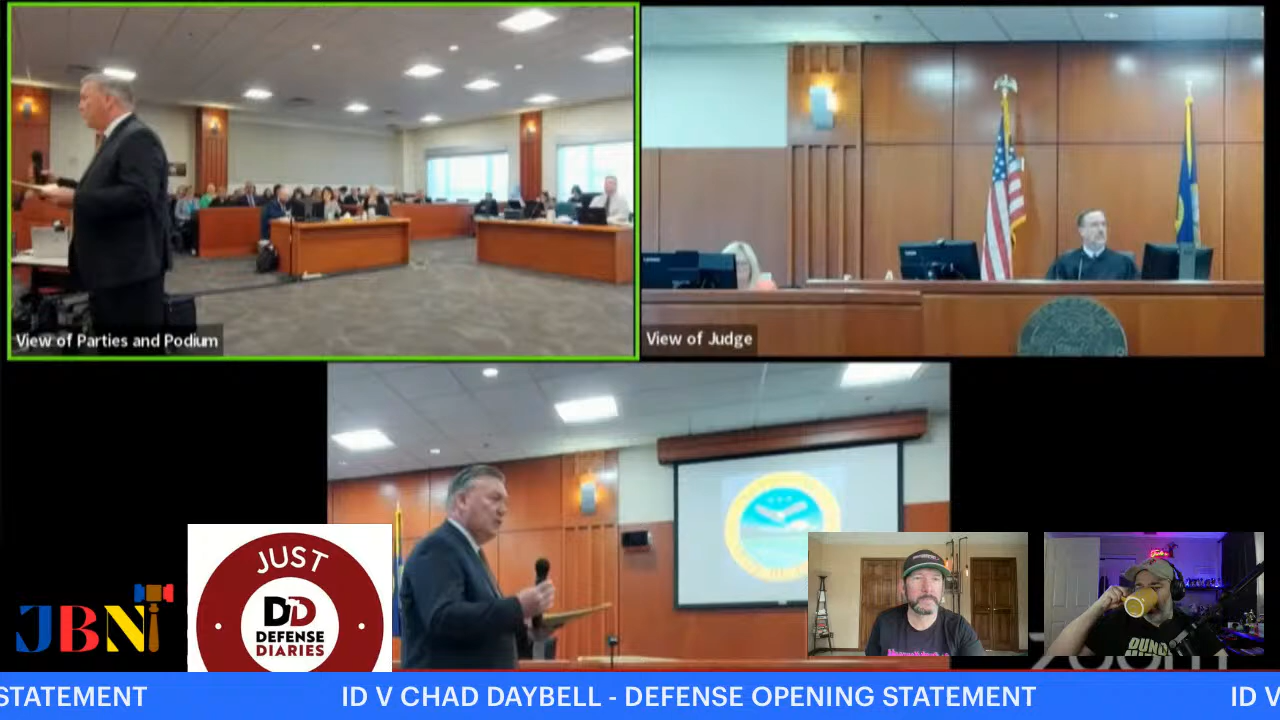 View of Parties and Podium
View of Judge
JBN
JUST
DD
DEFENSE
DIARIES
zoom
STATEMENT
ID V CHAD DAYBELL - DEFENSE OPENING STATEMENT
ID V